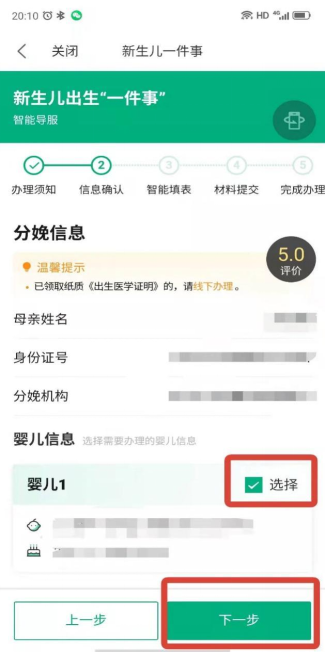 20:10 HD 4G
关闭 新生儿一件事
新生儿出生“一件事”
智能导服
2 3 4 5
办理须知 信息确认 智能填表 材料提交 完成办理
分娩信息
5.0
评价
温馨提示
已领取纸质《出生医学证明》的，请线下办理。
母亲姓名
身份证号
分娩机构
婴儿信息 选择需要办理的婴儿信息
婴儿1 选择
上一步 下一步